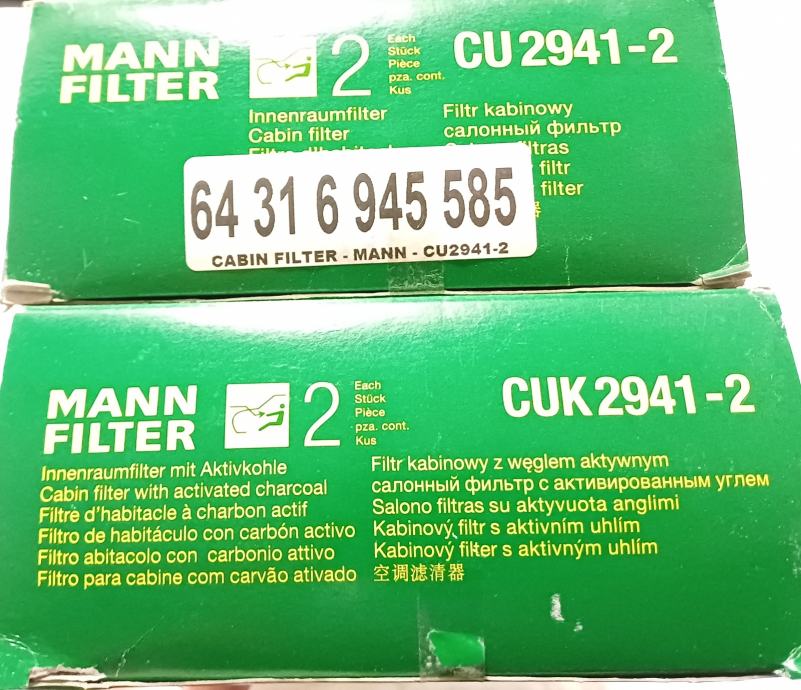 MANN
FILTER
2
Each
Stück
Pièce
pza. cont.
Kus
CU 2941-2
Innenraumfilter
Cabin filter
Filtr kabinowy
салонный фильтр
filtras
filtr
filter
器
64 31 6 945 585
CABIN FILTER - MANN - CU2941-2
MANN
FILTER
2
Each
Stück
Pièce
pza. cont.
Kus
CUK 2941-2
Innenraumfilter mit Aktivkohle
Cabin filter with activated charcoal
Filtre d'habitacle à charbon actif
Filtro de habitáculo con carbón activo
Filtro abitacolo con carbonio attivo
Filtro para cabine com carvão ativado
Filtr kabinowy z węglem aktywnym
салонный фильтр с активированным углем
Salono filtras su aktyvuota anglimi
Kabinový filtr s aktivním uhlím
Kabinový filter s aktivným uhlím
空调滤清器